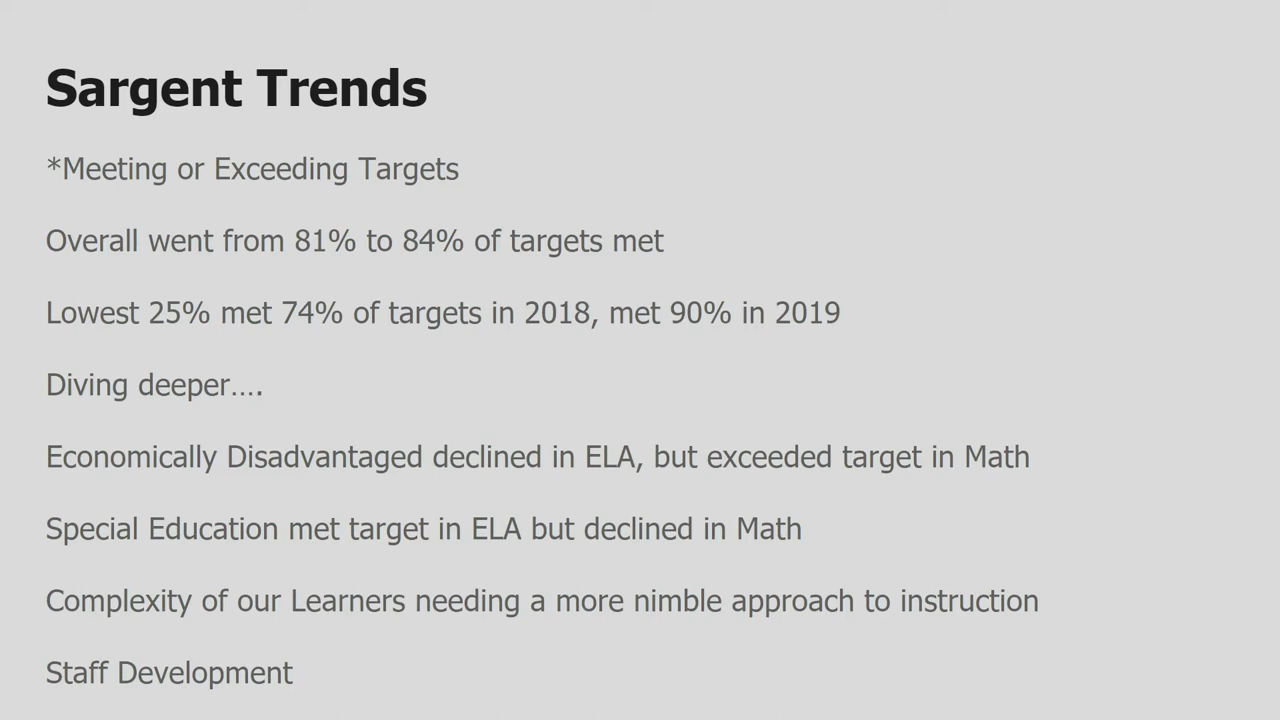 Sargent Trends
*Meeting or Exceeding Targets
Overall went from 81% to 84% of targets met
Lowest 25% met 74% of targets in 2018, met 90% in 2019
Diving deeper….
Economically Disadvantaged declined in ELA, but exceeded target in Math
Special Education met target in ELA but declined in Math
Complexity of our Learners needing a more nimble approach to instruction
Staff Development